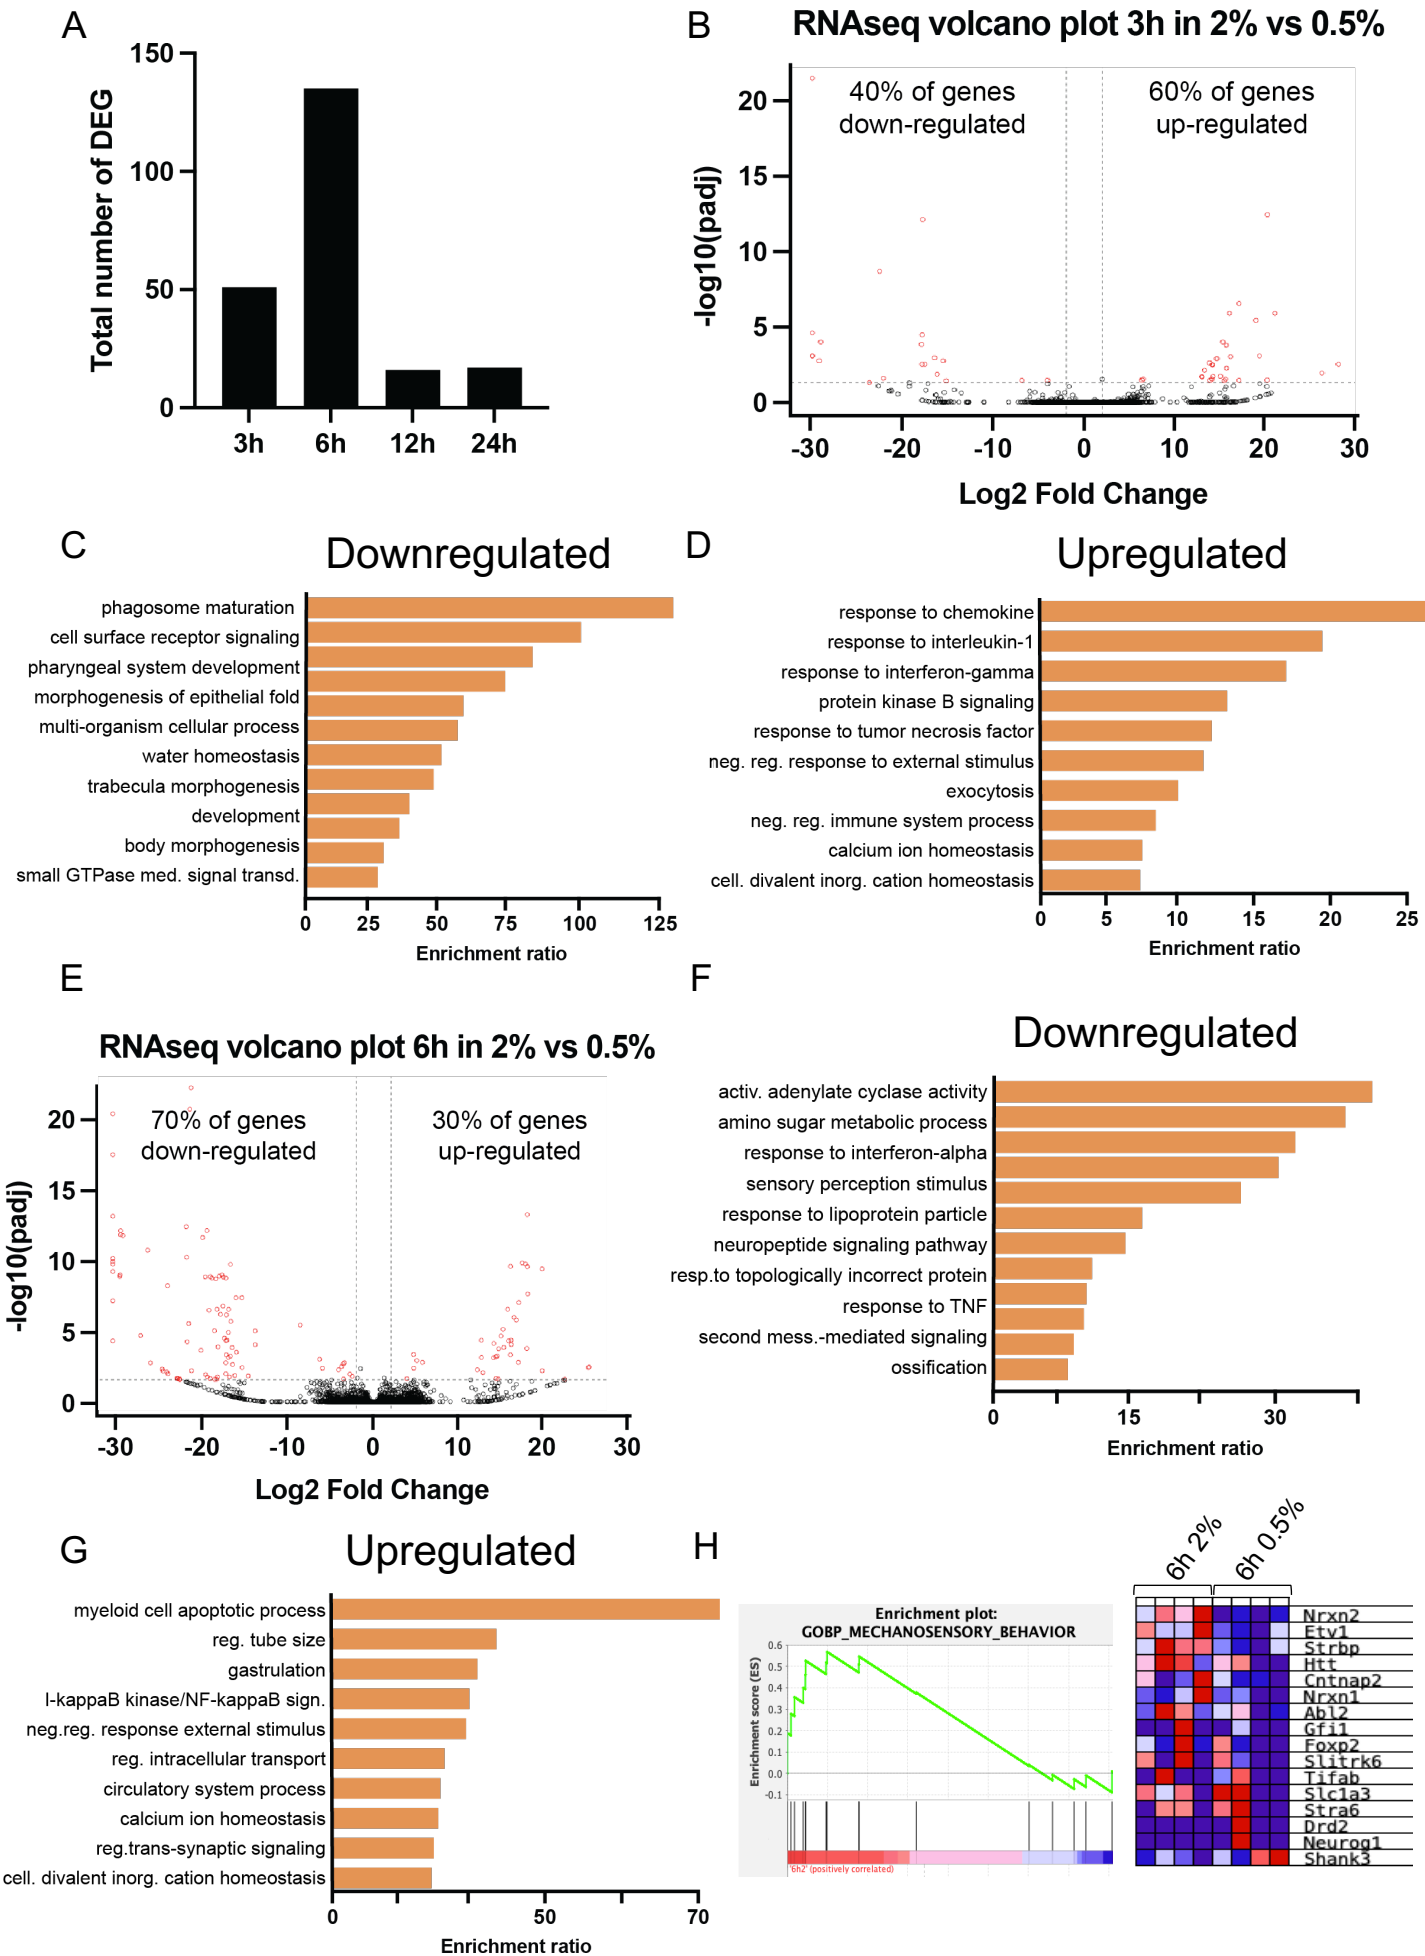 A
Total number of DEG
150
100
50
0
3h 6h 12h 24h
B
RNAseq volcano plot 3h in 2% vs 0.5%
40% of genes
down-regulated
60% of genes
up-regulated
-log10(padj)
20
15
10
5
0
-30 -20 -10 0 10 20 30
Log2 Fold Change
C
Downregulated
phagosome maturation
cell surface receptor signaling
pharyngeal system development
morphogenesis of epithelial fold
multi-organism cellular process
water homeostasis
trabecula morphogenesis
development
body morphogenesis
small GTPase med. signal transd.
0 25 50 75 100 125
Enrichment ratio
D
Upregulated
response to chemokine
response to interleukin-1
response to interferon-gamma
protein kinase B signaling
response to tumor necrosis factor
neg. reg. response to external stimulus
exocytosis
neg. reg. immune system process
calcium ion homeostasis
cell. divalent inorg. cation homeostasis
0 5 10 15 20 25
Enrichment ratio
E
RNAseq volcano plot 6h in 2% vs 0.5%
70% of genes
down-regulated
30% of genes
up-regulated
-log10(padj)
20
15
10
5
0
-30 -20 -10 0 10 20 30
Log2 Fold Change
F
Downregulated
activ. adenylate cyclase activity
amino sugar metabolic process
response to interferon-alpha
sensory perception stimulus
response to lipoprotein particle
neuropeptide signaling pathway
resp.to topologically incorrect protein
response to TNF
second mess.-mediated signaling
ossification
0 15 30
Enrichment ratio
G
Upregulated
myeloid cell apoptotic process
reg. tube size
gastrulation
I-kappaB kinase/NF-kappaB sign.
neg.reg. response external stimulus
reg. intracellular transport
circulatory system process
calcium ion homeostasis
reg.trans-synaptic signaling
cell. divalent inorg. cation homeostasis
0 50 70
Enrichment ratio
H
Enrichment plot:
GOBP_MECHANOSENSORY_BEHAVIOR
Enrichment score (ES)
0.6
0.5
0.4
0.3
0.2
0.1
0.0
-0.1
'6h2' (positively correlated)
6h 2%
6h 0.5%
Nrxn2
Etv1
Strbp
Htt
Cntnap2
Nrxn1
Abl2
Gfi1
Foxp2
Slitrk6
Tifab
Slc1a3
Stra6
Drd2
Neurog1
Shank3